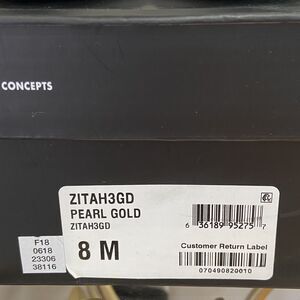 CONCEPTS
ZITAH3GD
PEARL GOLD
ZITAH3GD
8 M
6 36189 95275 7
Customer Return Label
070490820010
F18
0618
23306
38116